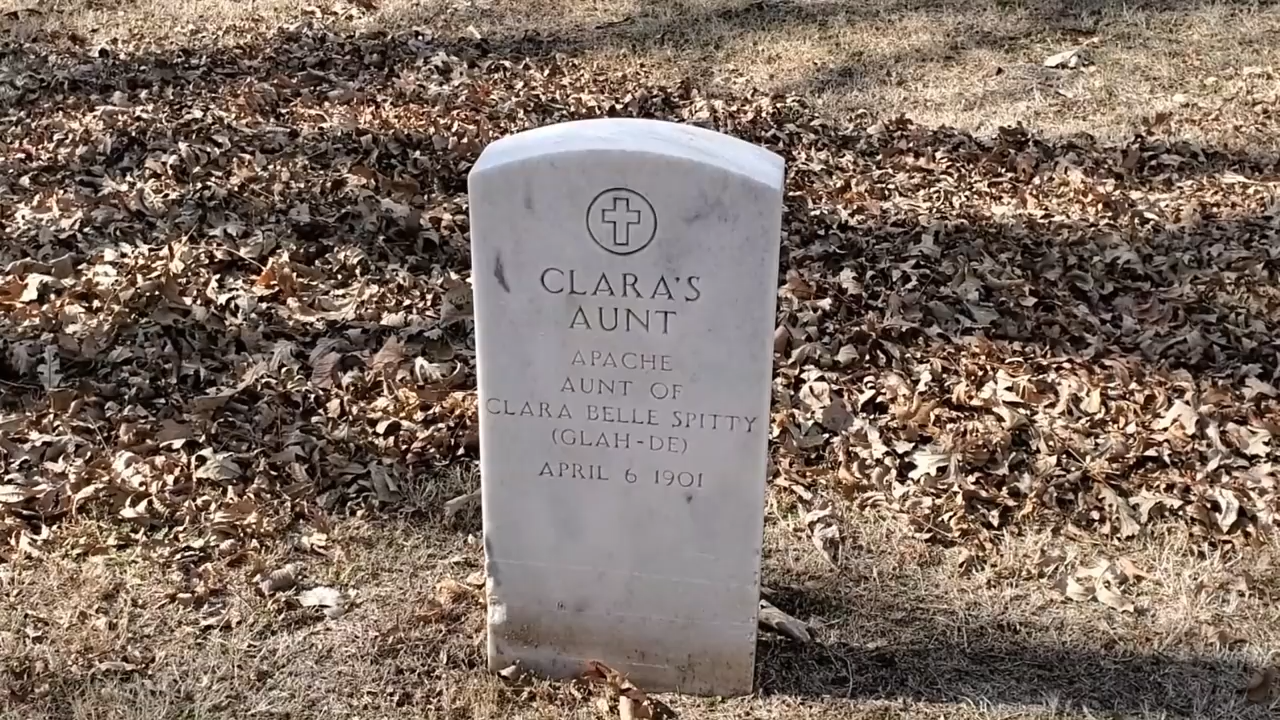 CLARA'S
AUNT
APACHE
AUNT OF
CLARA BELLE SPITTY
(GLAH-DE)
APRIL 6 1901